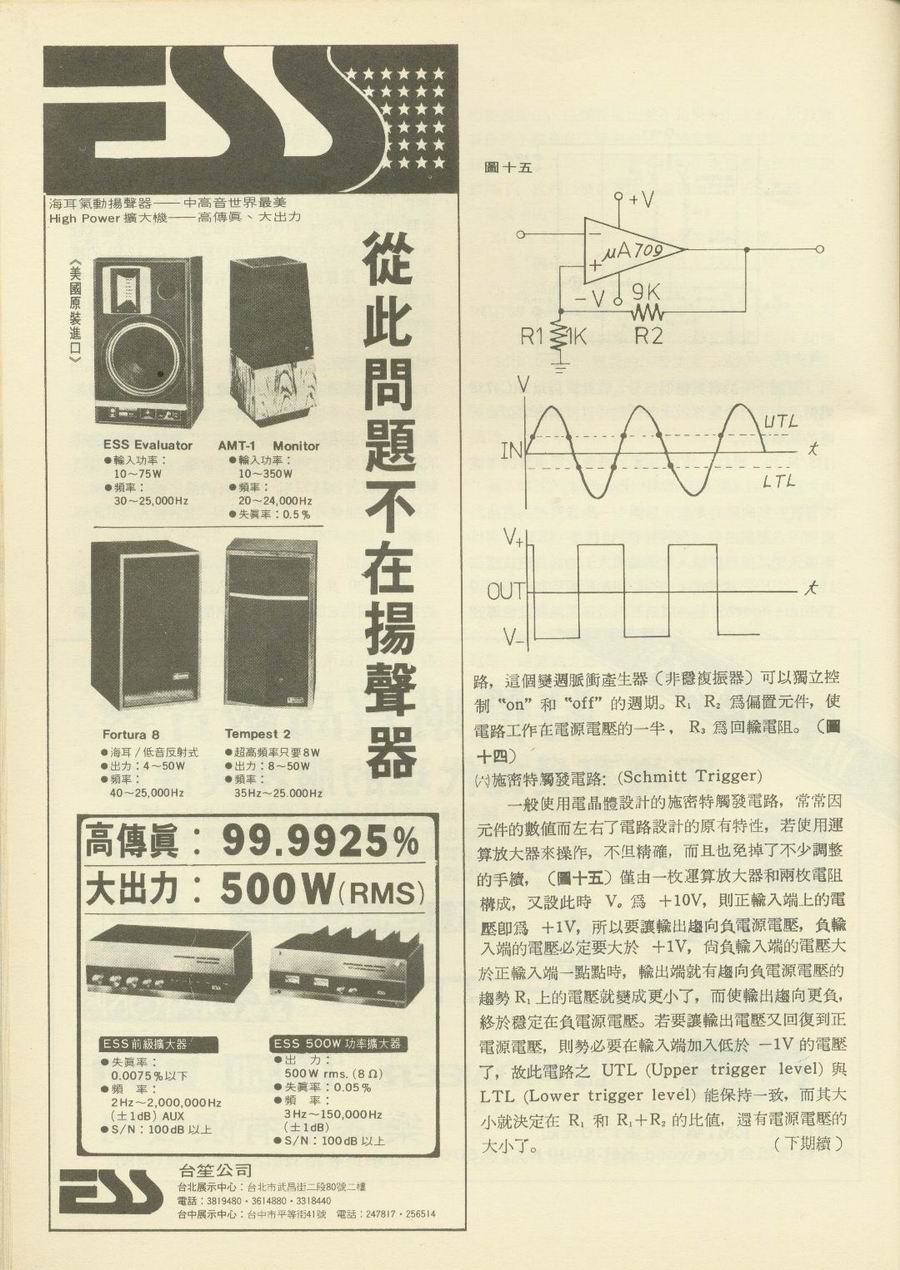 ESS
海耳氣動揚聲器——中高音世界最美
High Power 擴大機——高傳眞、大出力
從此問題不在揚聲器
《美國原裝進口》
ESS Evaluator
●輸入功率：
10～75W
●頻率：
30～25,000Hz
AMT-1 Monitor
●輸入功率：
10～350W
●頻率：
20～24,000Hz
●失眞率：0.5％
Fortura 8
●海耳/低音反射式
●出力：4～50W
●頻率：
40～25,000Hz
Tempest 2
●超高頻率只要8W
●出力：8～50W
●頻率：
35Hz～25.000Hz
高傳眞：99.9925%
大出力：500W(RMS)
ESS 前級擴大器
●失眞率：
0.0075％以下
●頻　率：
2Hz～2,000,000Hz
(±1dB) AUX
●S/N：100dB 以上
ESS 500W 功率擴大器
●出　力：
500W rms. (8Ω)
●失眞率：0.05％
●頻　率：
3Hz～150,000Hz
(±1dB)
●S/N：100dB 以上
ESS
台笙公司
台北展示中心：台北市武昌街二段80號二樓
電話：3819480・3614880・3318440
台中展示中心：台中市平等街41號　電話：247817・256514
圖十五
+V
−
μA709
+
−V
9K
R1
1K
R2
V
UTL
IN
t
LTL
V+
OUT
t
V−
路，這個變週脈衝產生器（非穩複振器）可以獨立控
制 “on” 和 “off” 的週期。R₁ R₂ 爲偏置元件，使
電路工作在電源電壓的一半，R₃ 爲回輸電阻。（圖
十四）
㈥施密特觸發電路：(Schmitt Trigger)
一般使用電晶體設計的施密特觸發電路，常常因
元件的數值而左右了電路設計的原有特性，若使用運
算放大器來操作，不但精確，而且也免掉了不少調整
的手續，（圖十五）僅由一枚運算放大器和兩枚電阻
構成，又設此時 V₀ 爲 +10V，則正輸入端上的電
壓卽爲 +1V，所以要讓輸出趨向負電源電壓，負輸
入端的電壓必定要大於 +1V，尙負輸入端的電壓大
於正輸入端一點點時，輸出端就有趨向負電源電壓的
趨勢 R₁ 上的電壓就變成更小了，而使輸出趨向更負，
終於穩定在負電源電壓。若要讓輸出電壓又回復到正
電源電壓，則勢必要在輸入端加入低於 −1V 的電壓
了，故此電路之 UTL (Upper trigger level) 與
LTL (Lower trigger level) 能保持一致，而其大
小就決定在 R₁ 和 R₁+R₂ 的比值，還有電源電壓的
大小了。　（下期續）